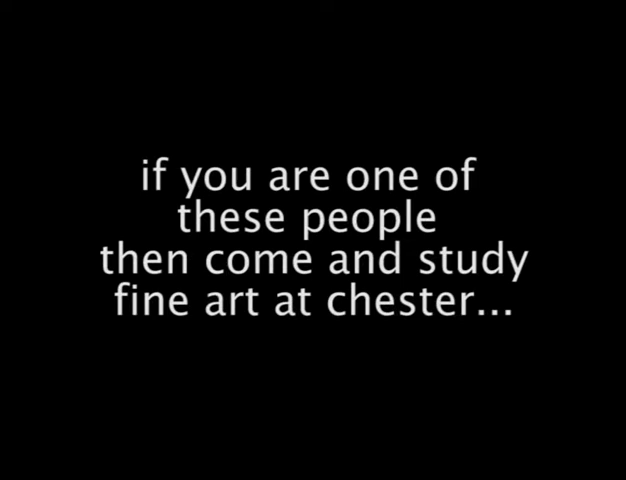 if you are one of
these people
then come and study
fine art at chester...